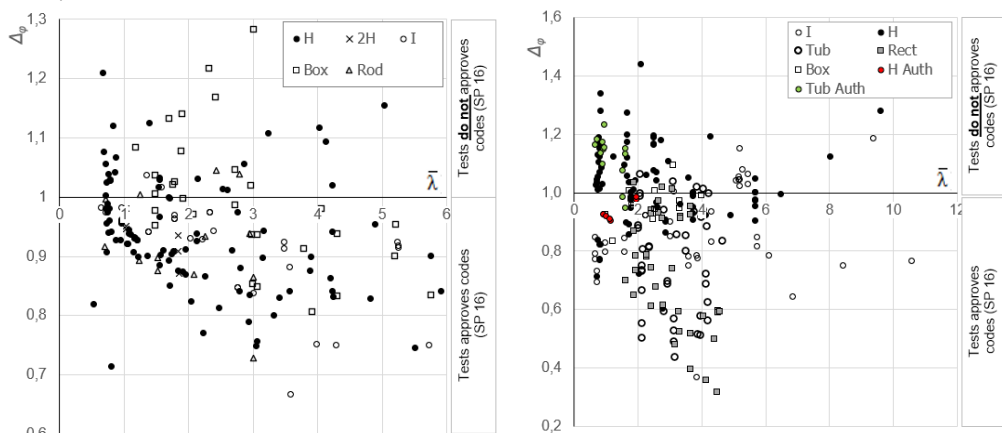 1,3
1,2
1,1
1
0,9
0,8
0,7
0,6
Δφ
H 2H I
Box Rod
λ̄
0 1 2 3 4 5 6
Tests do not approves
codes (SP 16)
Tests approves codes
(SP 16)
1,6
1,4
1,2
1,0
0,8
0,6
0,4
0,2
Δφ
I H
Tub Rect
Box H Auth
Tub Auth
λ̄
0 2 4 6 8 10 12
Tests do not approves
codes (SP 16)
Tests approves
codes (SP 16)